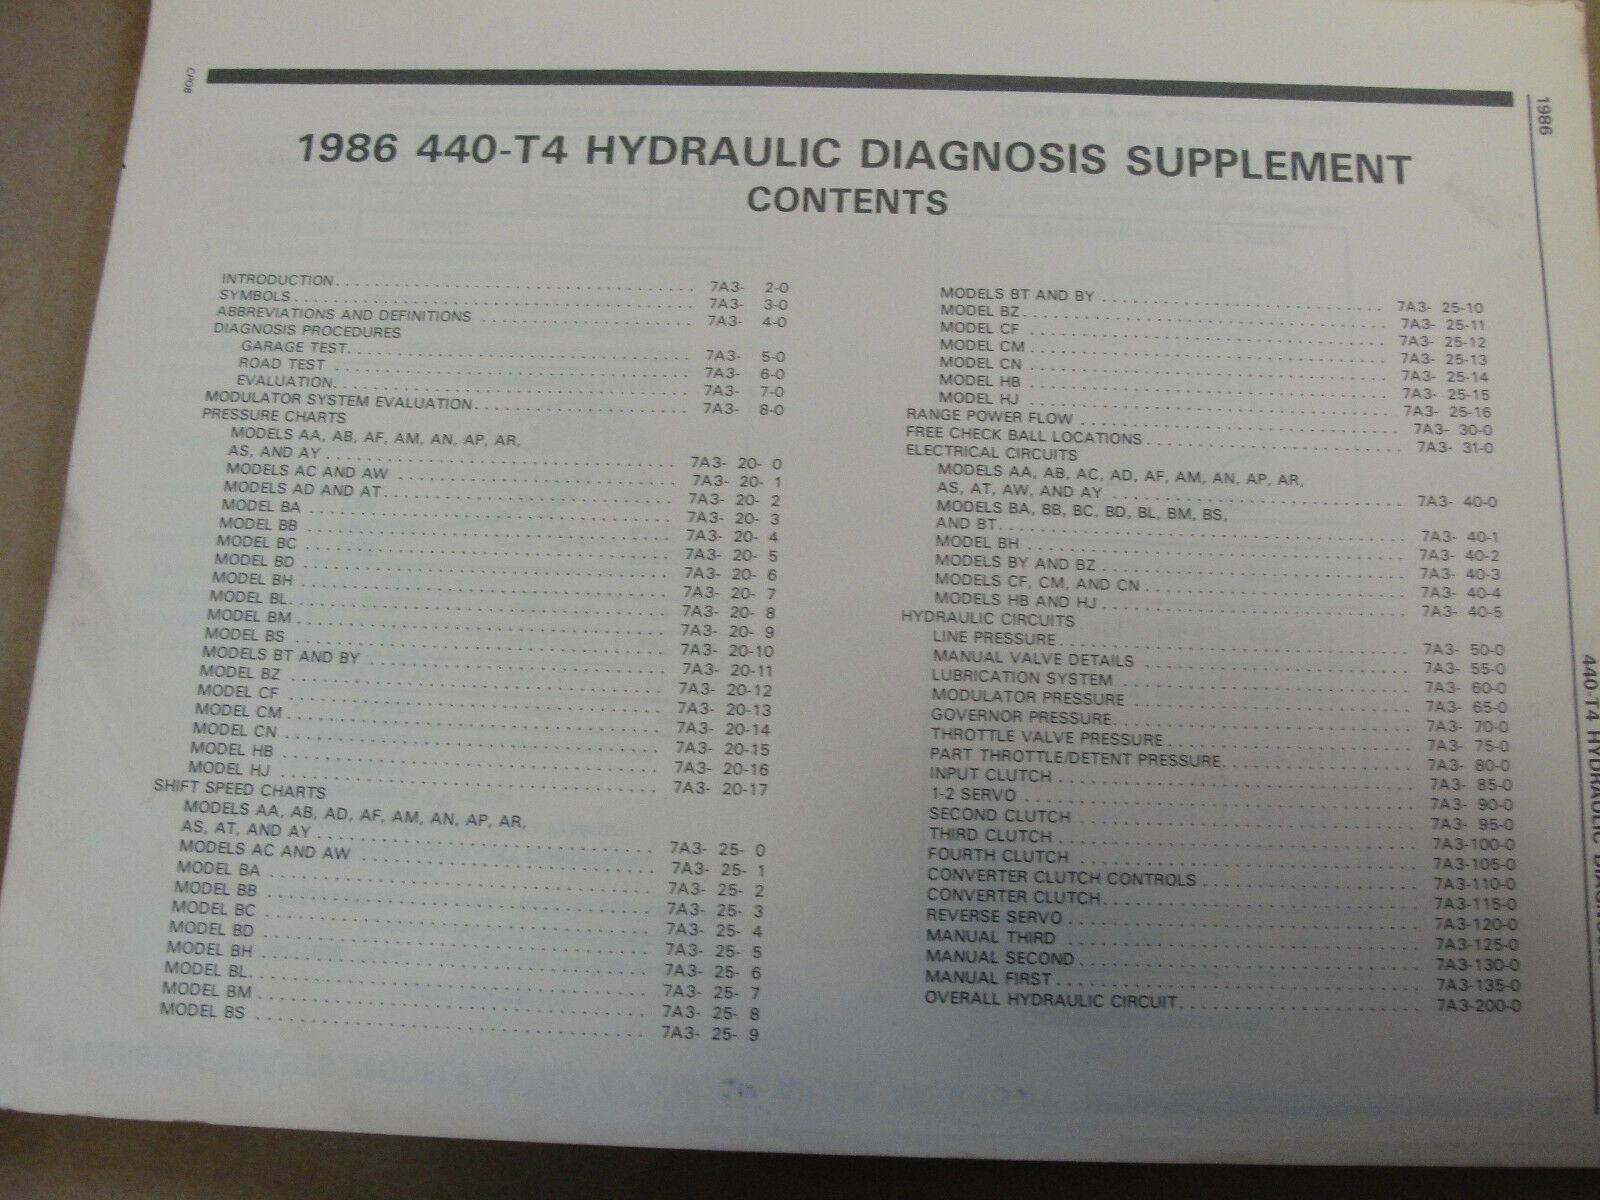 CPO8
1986 440-T4 HYDRAULIC DIAGNOSIS SUPPLEMENT
CONTENTS
INTRODUCTION. . . . . . . . . . 7A3- 2-0
SYMBOLS . . . . . . . . . . 7A3- 3-0
ABBREVIATIONS AND DEFINITIONS . . . . . . . . . . 7A3- 4-0
DIAGNOSIS PROCEDURES
GARAGE TEST. . . . . . . . . . 7A3- 5-0
ROAD TEST . . . . . . . . . . 7A3- 6-0
EVALUATION. . . . . . . . . . 7A3- 7-0
MODULATOR SYSTEM EVALUATION. . . . . . . . . . 7A3- 8-0
PRESSURE CHARTS
MODELS AA, AB, AF, AM, AN, AP, AR,
AS, AND AY . . . . . . . . . . 7A3- 20- 0
MODELS AC AND AW . . . . . . . . . . 7A3- 20- 1
MODELS AD AND AT. . . . . . . . . . 7A3- 20- 2
MODEL BA . . . . . . . . . . 7A3- 20- 3
MODEL BB . . . . . . . . . . 7A3- 20- 4
MODEL BC . . . . . . . . . . 7A3- 20- 5
MODEL BD . . . . . . . . . . 7A3- 20- 6
MODEL BH . . . . . . . . . . 7A3- 20- 7
MODEL BL. . . . . . . . . . 7A3- 20- 8
MODEL BM . . . . . . . . . . 7A3- 20- 9
MODEL BS . . . . . . . . . . 7A3- 20-10
MODELS BT AND BY . . . . . . . . . . 7A3- 20-11
MODEL BZ . . . . . . . . . . 7A3- 20-12
MODEL CF . . . . . . . . . . 7A3- 20-13
MODEL CM . . . . . . . . . . 7A3- 20-14
MODEL CN . . . . . . . . . . 7A3- 20-15
MODEL HB . . . . . . . . . . 7A3- 20-16
MODEL HJ . . . . . . . . . . 7A3- 20-17
SHIFT SPEED CHARTS
MODELS AA, AB, AD, AF, AM, AN, AP, AR,
AS, AT, AND AY . . . . . . . . . . 7A3- 25- 0
MODELS AC AND AW . . . . . . . . . . 7A3- 25- 1
MODEL BA . . . . . . . . . . 7A3- 25- 2
MODEL BB . . . . . . . . . . 7A3- 25- 3
MODEL BC . . . . . . . . . . 7A3- 25- 4
MODEL BD . . . . . . . . . . 7A3- 25- 5
MODEL BH . . . . . . . . . . 7A3- 25- 6
MODEL BL. . . . . . . . . . 7A3- 25- 7
MODEL BM . . . . . . . . . . 7A3- 25- 8
MODEL BS . . . . . . . . . . 7A3- 25- 9
MODELS BT AND BY . . . . . . . . . . 7A3- 25-10
MODEL BZ. . . . . . . . . . 7A3- 25-11
MODEL CF . . . . . . . . . . 7A3- 25-12
MODEL CM . . . . . . . . . . 7A3- 25-13
MODEL CN . . . . . . . . . . 7A3- 25-14
MODEL HB . . . . . . . . . . 7A3- 25-15
MODEL HJ . . . . . . . . . . 7A3- 25-16
RANGE POWER FLOW . . . . . . . . . . 7A3- 30-0
FREE CHECK BALL LOCATIONS . . . . . . . . . . 7A3- 31-0
ELECTRICAL CIRCUITS
MODELS AA, AB, AC, AD, AF, AM, AN, AP, AR,
AS, AT, AW, AND AY . . . . . . . . . . 7A3- 40-0
MODELS BA, BB, BC, BD, BL, BM, BS,
AND BT. . . . . . . . . . 7A3- 40-1
MODEL BH . . . . . . . . . . 7A3- 40-2
MODELS BY AND BZ . . . . . . . . . . 7A3- 40-3
MODELS CF, CM, AND CN . . . . . . . . . . 7A3- 40-4
MODELS HB AND HJ . . . . . . . . . . 7A3- 40-5
HYDRAULIC CIRCUITS
LINE PRESSURE . . . . . . . . . . 7A3- 50-0
MANUAL VALVE DETAILS . . . . . . . . . . 7A3- 55-0
LUBRICATION SYSTEM . . . . . . . . . . 7A3- 60-0
MODULATOR PRESSURE . . . . . . . . . . 7A3- 65-0
GOVERNOR PRESSURE. . . . . . . . . . 7A3- 70-0
THROTTLE VALVE PRESSURE . . . . . . . . . . 7A3- 75-0
PART THROTTLE/DETENT PRESSURE. . . . . . . . . . 7A3- 80-0
INPUT CLUTCH . . . . . . . . . . 7A3- 85-0
1-2 SERVO . . . . . . . . . . 7A3- 90-0
SECOND CLUTCH . . . . . . . . . . 7A3- 95-0
THIRD CLUTCH . . . . . . . . . . 7A3-100-0
FOURTH CLUTCH . . . . . . . . . . 7A3-105-0
CONVERTER CLUTCH CONTROLS . . . . . . . . . . 7A3-110-0
CONVERTER CLUTCH. . . . . . . . . . 7A3-115-0
REVERSE SERVO . . . . . . . . . . 7A3-120-0
MANUAL THIRD . . . . . . . . . . 7A3-125-0
MANUAL SECOND . . . . . . . . . . 7A3-130-0
MANUAL FIRST . . . . . . . . . . 7A3-135-0
OVERALL HYDRAULIC CIRCUIT. . . . . . . . . . 7A3-200-0
1986
440-T4 HYDRAULIC